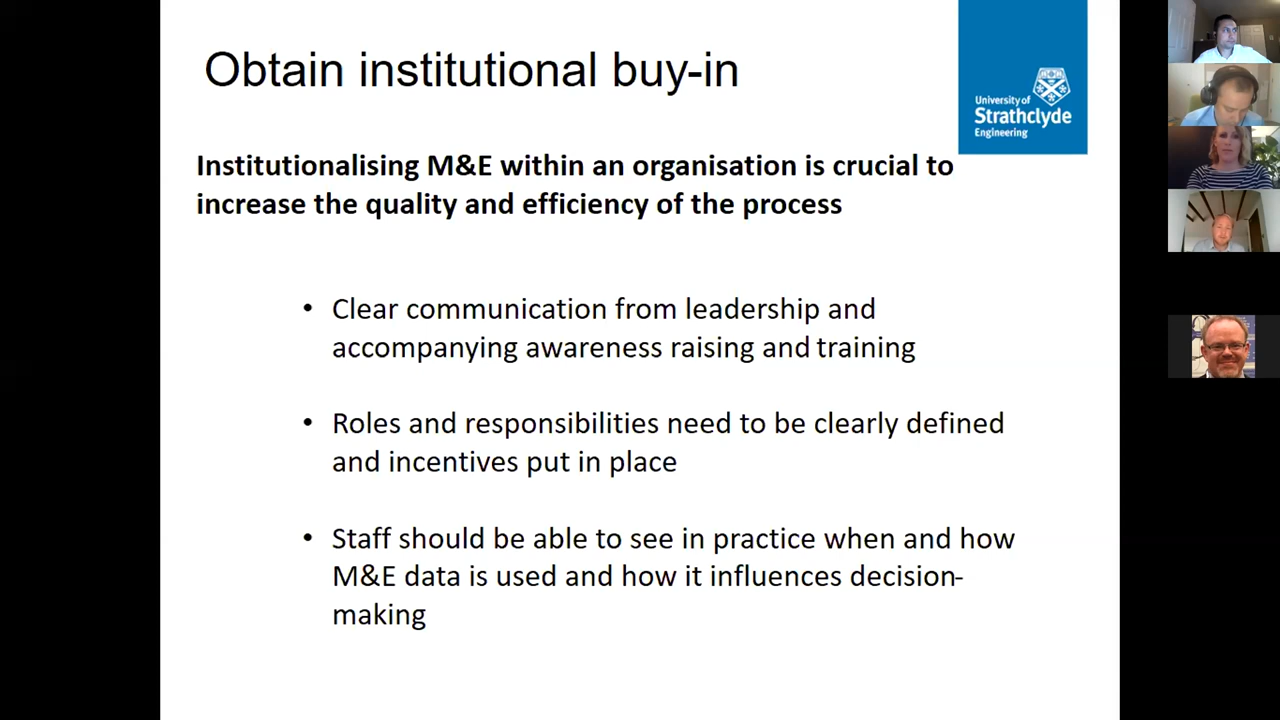 Obtain institutional buy-in
University of
Strathclyde
Engineering
Institutionalising M&E within an organisation is crucial to
increase the quality and efficiency of the process
• Clear communication from leadership and
accompanying awareness raising and training
• Roles and responsibilities need to be clearly defined
and incentives put in place
• Staff should be able to see in practice when and how
M&E data is used and how it influences decision-
making